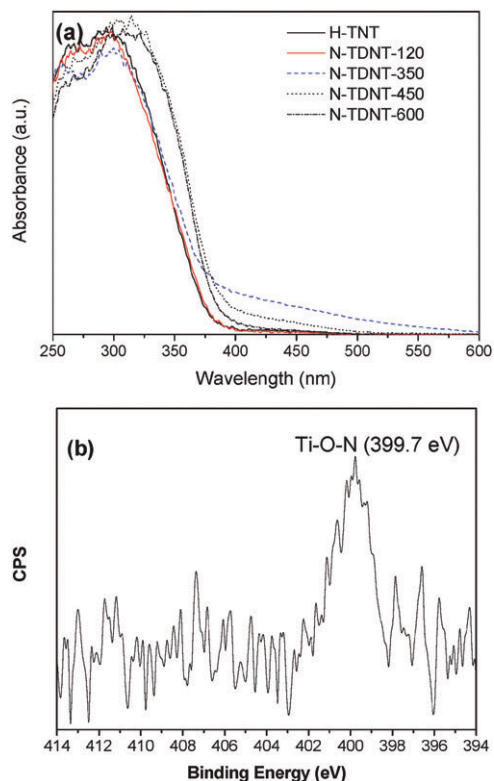 (a)
H-TNT
N-TDNT-120
N-TDNT-350
N-TDNT-450
N-TDNT-600
Absorbance (a.u.)
250 300 350 400 450 500 550 600
Wavelength (nm)
(b)
Ti-O-N (399.7 eV)
CPS
414 412 410 408 406 404 402 400 398 396 394
Binding Energy (eV)